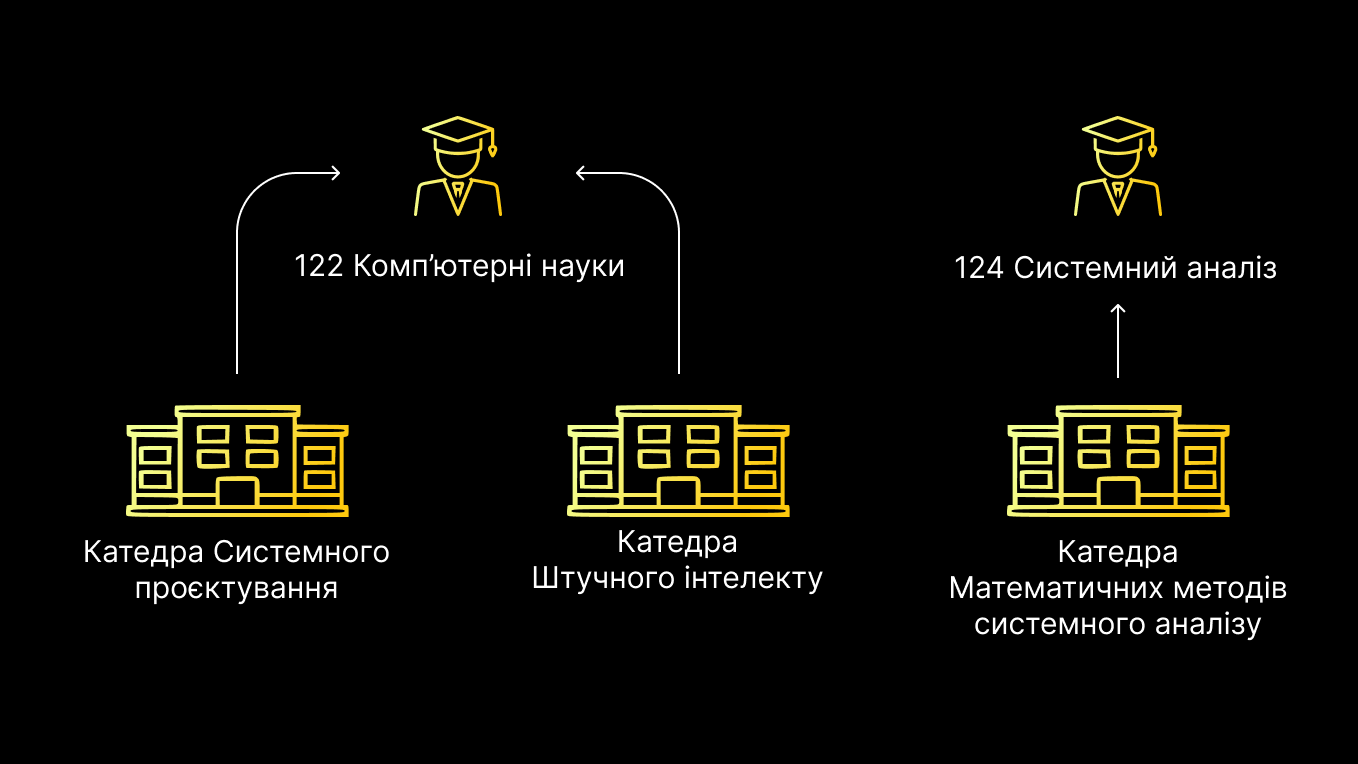 122 Комп’ютерні науки
124 Системний аналіз
Катедра Системного
проєктування
Катедра
Штучного інтелекту
Катедра
Математичних методів
системного аналізу